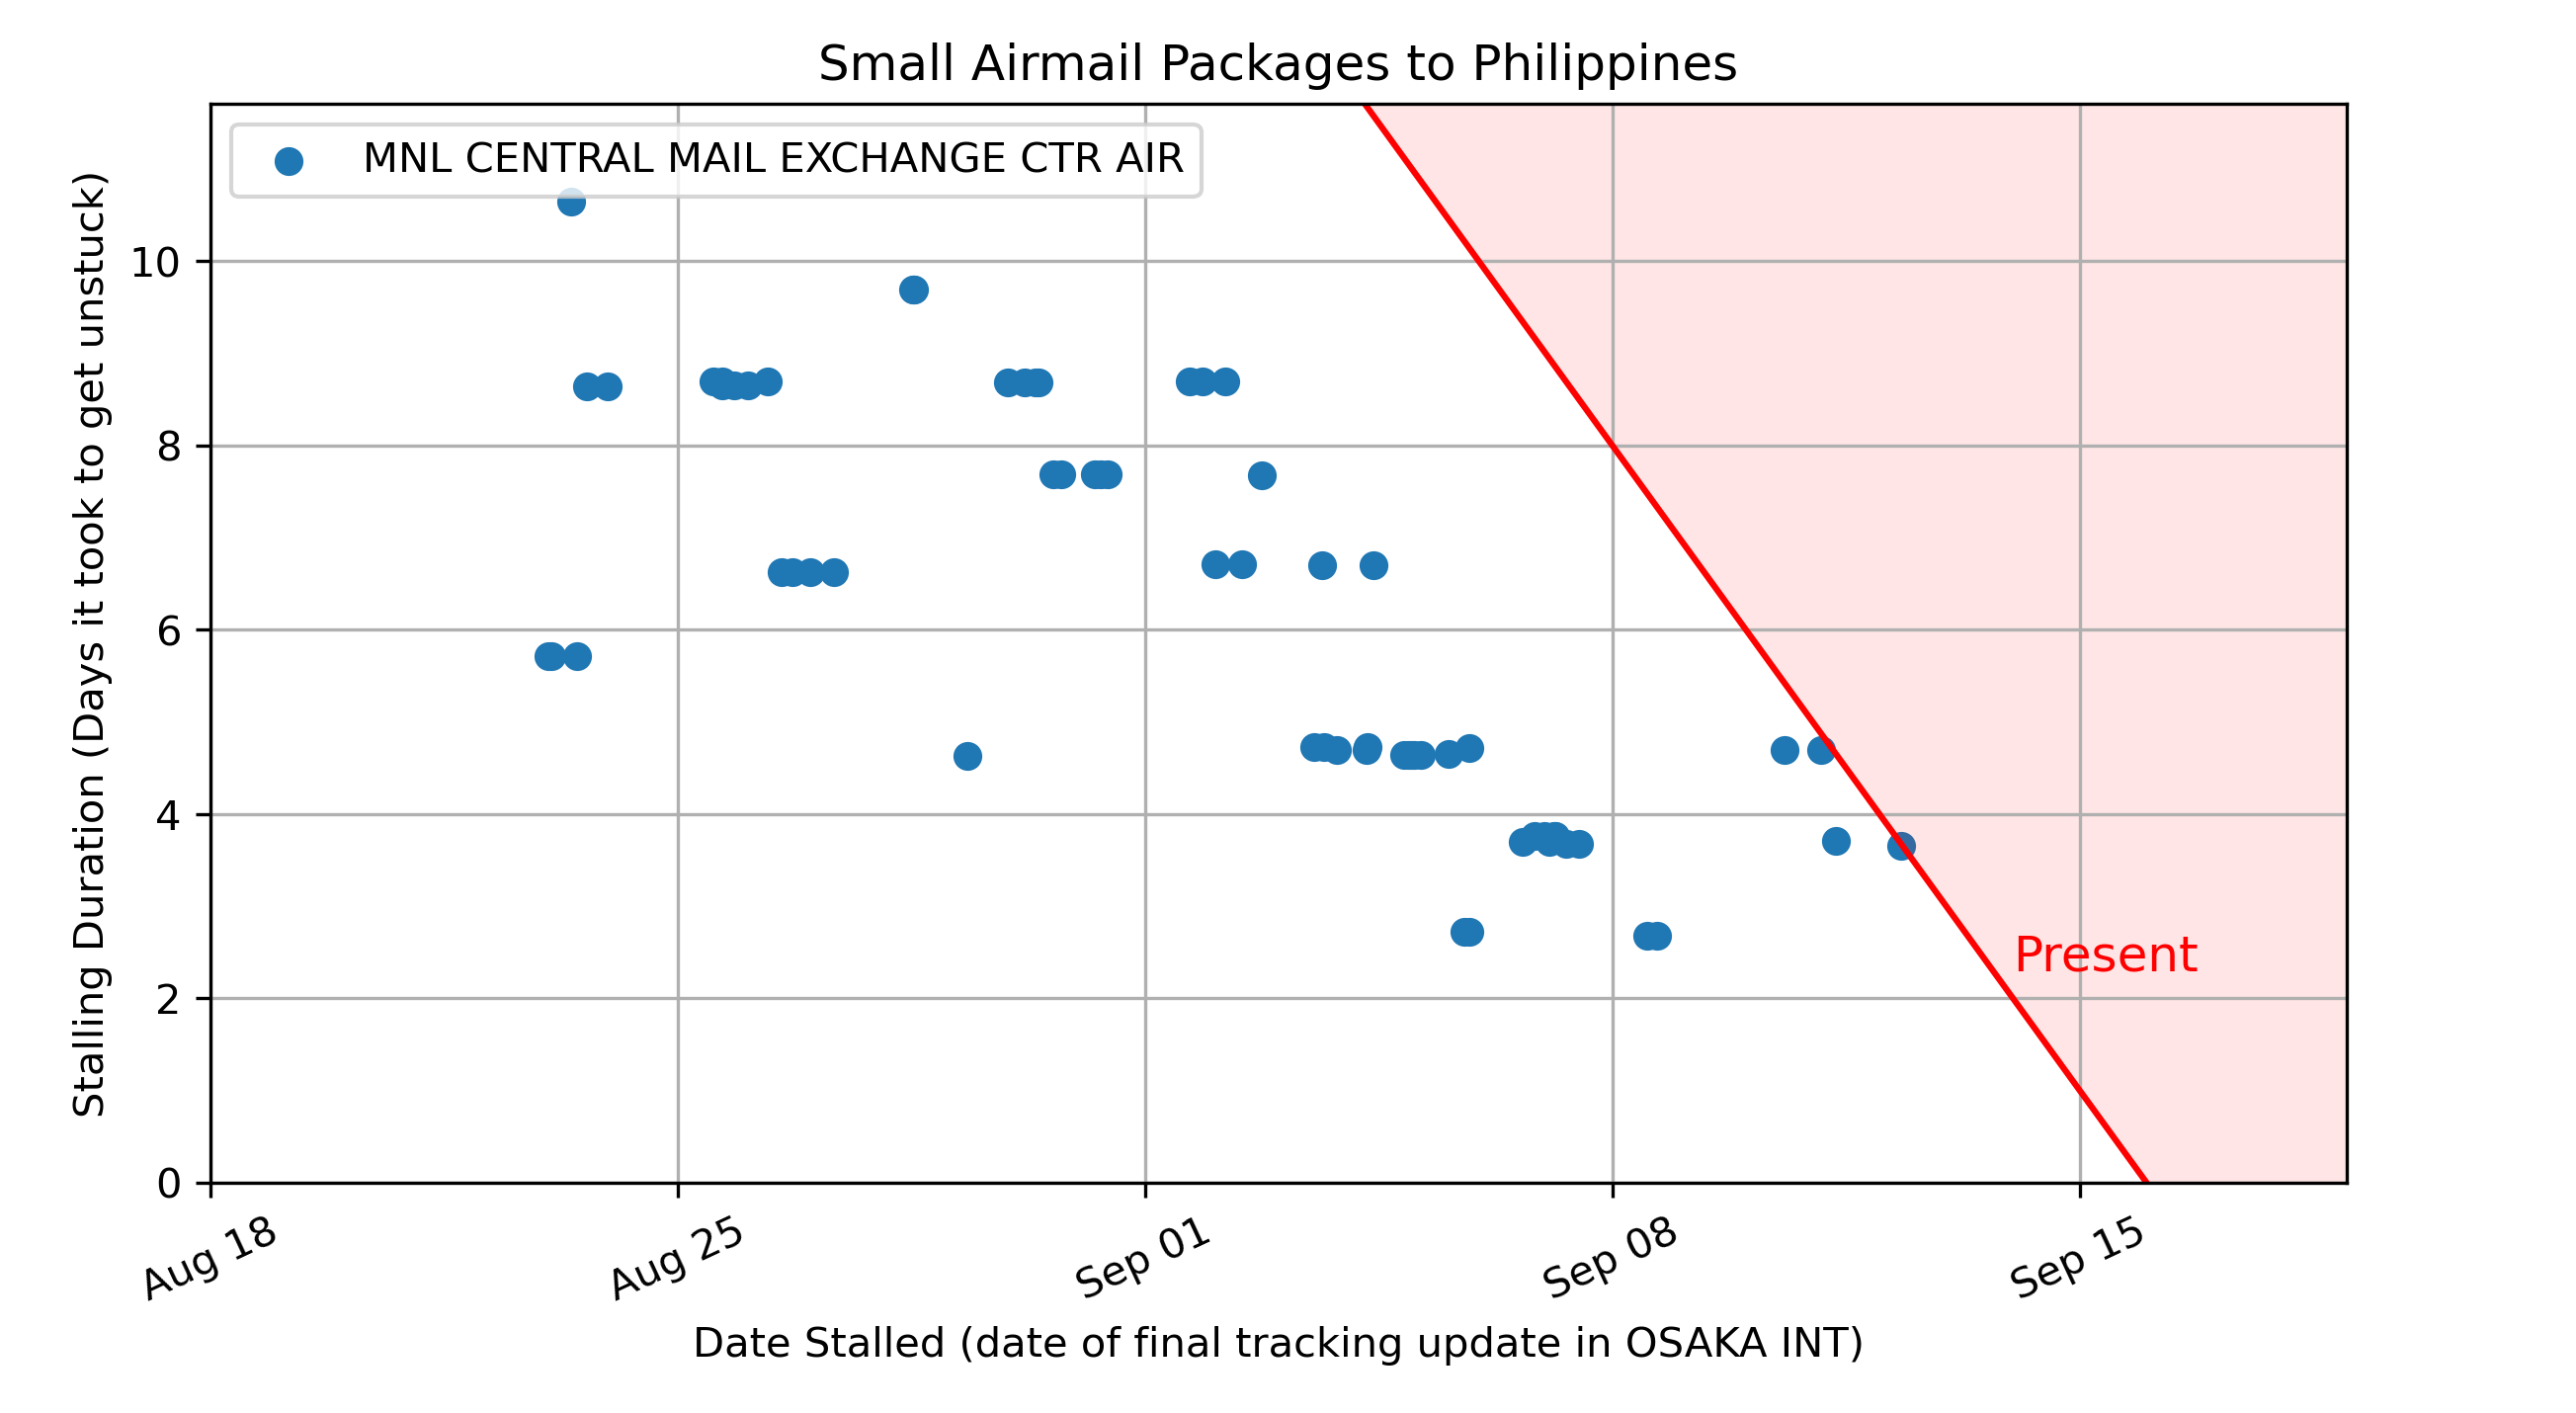 Small Airmail Packages to Philippines
MNL CENTRAL MAIL EXCHANGE CTR AIR
Stalling Duration (Days it took to get unstuck)
10
8
6
4
2
0
Present
Aug 18
Aug 25
Sep 01
Sep 08
Sep 15
Date Stalled (date of final tracking update in OSAKA INT)